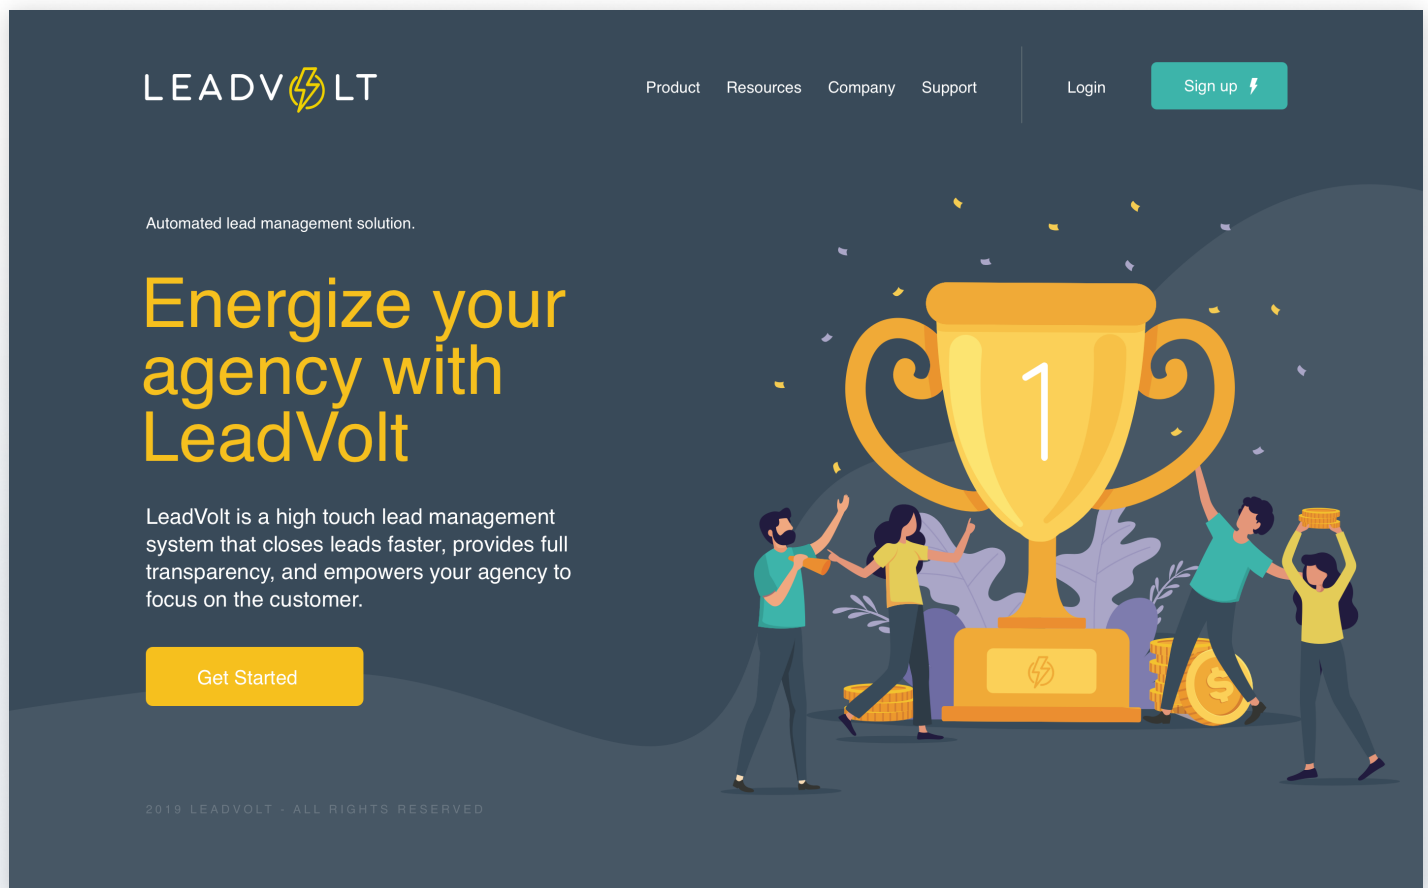 LEADVOLT
Product Resources Company Support Login Sign up
Automated lead management solution.
Energize your
agency with
LeadVolt
1
LeadVolt is a high touch lead management
system that closes leads faster, provides full
transparency, and empowers your agency to
focus on the customer.
Get Started
$
2019 LEADVOLT - ALL RIGHTS RESERVED